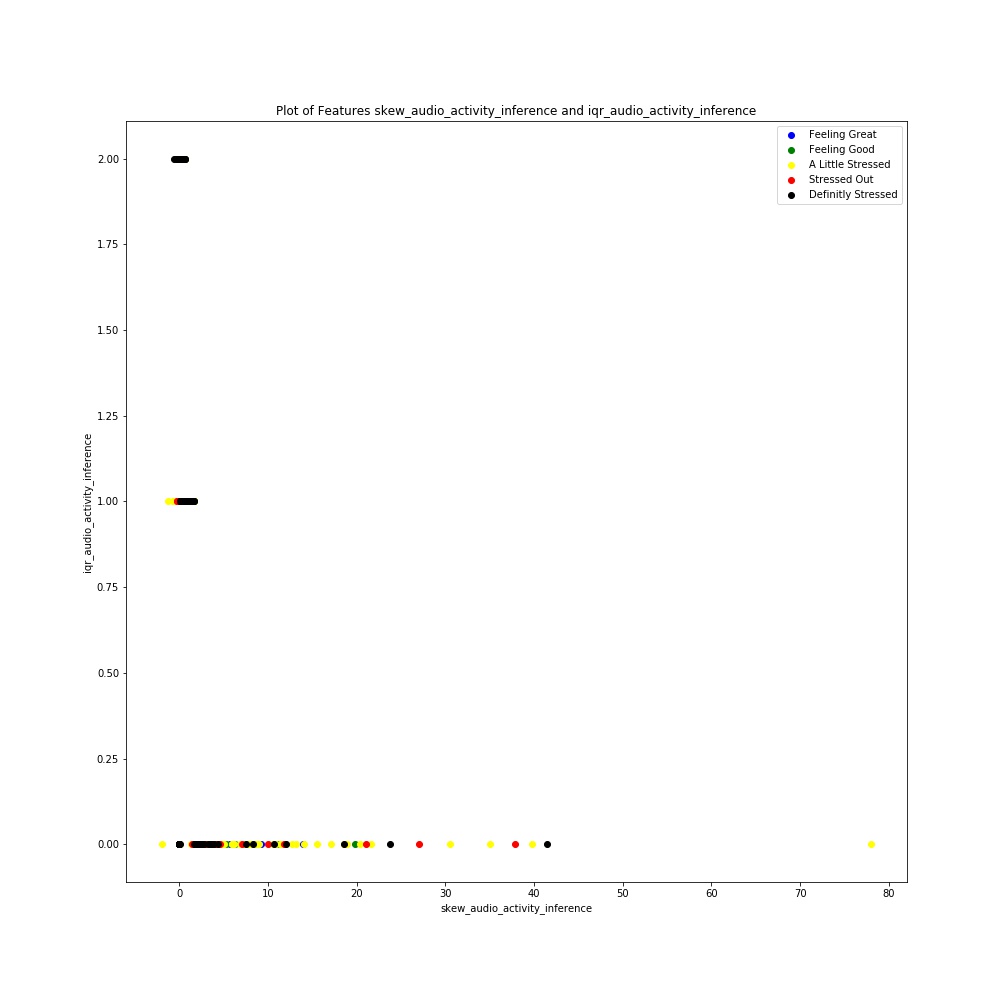 Plot of Features skew_audio_activity_inference and iqr_audio_activity_inference
Feeling Great
Feeling Good
A Little Stressed
Stressed Out
Definitly Stressed
2.00
1.75
1.50
1.25
1.00
0.75
0.50
0.25
0.00
iqr_audio_activity_inference
0 10 20 30 40 50 60 70 80
skew_audio_activity_inference